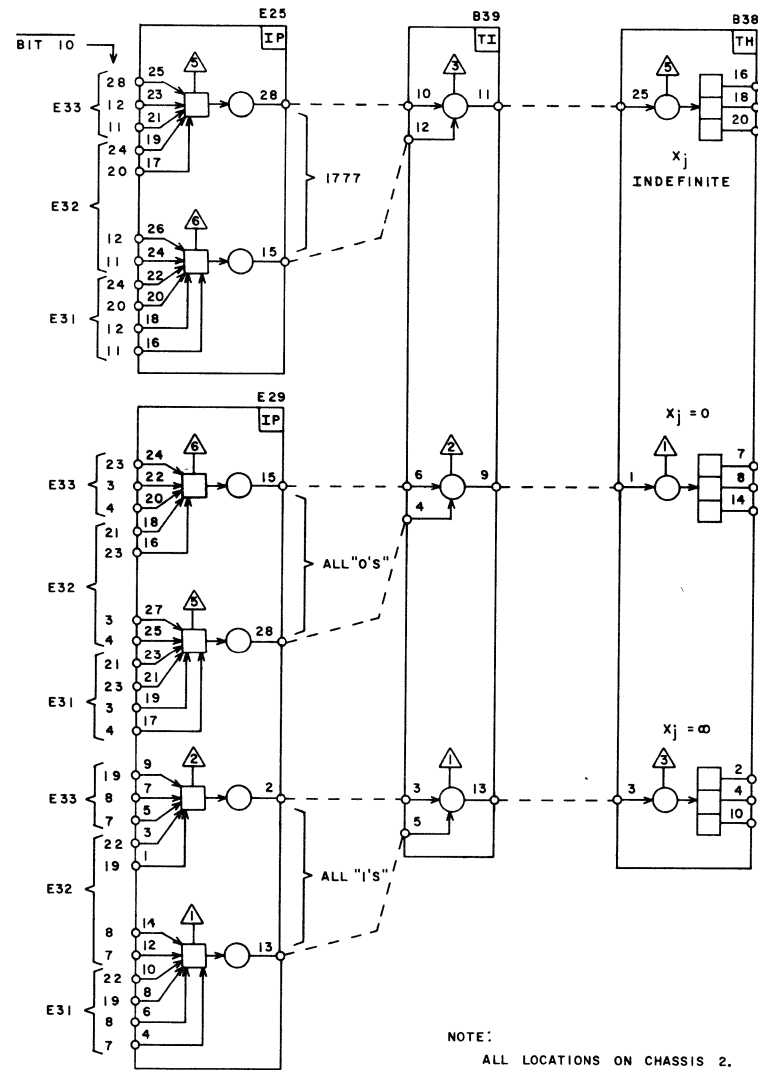 E25
B39
B38
BIT 10
IP
TI
TH
5
3
5
28 25
E33 12 23 28 10 11 25 16
11 21 18
24 19 12 20
E32 20 17 1777 Xj
INDEFINITE
6
12 26
11 24 15
24 22
20 20
E31 12 18
11 16
E29
IP
Xj = 0
6 2 1
23 24 7
E33 3 22 15 6 9 1 8
4 20 14
21 18 4
23 16
E32 ALL "0'S"
5
3 27
4 25 28
21 23
23 21
E31 3 19
4 17
Xj = ∞
2 1 3
19 9 2
E33 8 7 2 3 13 3 4
7 5 10
22 3 5
19 1
E32 ALL "1'S"
1
8 14
7 12 13
22 10
19 8
E31 8 6
7 4
NOTE:
ALL LOCATIONS ON CHASSIS 2.